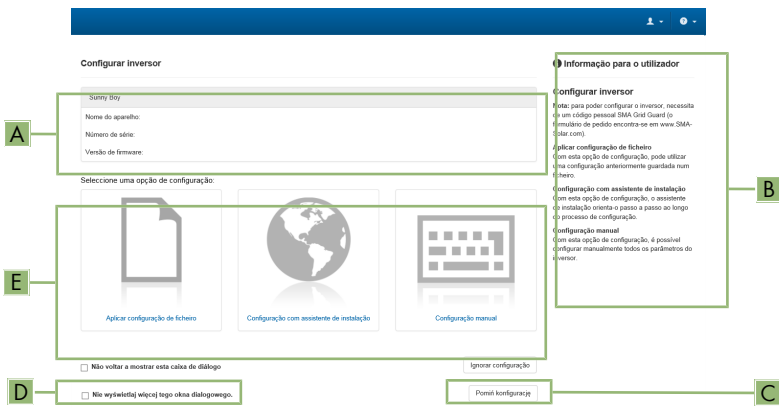 Configurar inversor
Sunny Boy
Nome do aparelho:
Número de série:
Versão de firmware:
A
Seleccione uma opção de configuração:
Aplicar configuração de ficheiro
Configuração com assistente de instalação
Configuração manual
E
Não voltar a mostrar esta caixa de diálogo
Ignorar configuração
D
Nie wyświetlaj więcej tego okna dialogowego.
Pomiń konfigurację
C
Informação para o utilizador
Configurar inversor
Nota: para poder configurar o inversor, necessita
de um código pessoal SMA Grid Guard (o
formulário de pedido encontra-se em www.SMA-
Solar.com).
Aplicar configuração de ficheiro
Com esta opção de configuração, pode utilizar
uma configuração anteriormente guardada num
ficheiro.
Configuração com assistente de instalação
Com esta opção de configuração, o assistente
de instalação orienta-o passo a passo ao longo
do processo de configuração.
Configuração manual
Com esta opção de configuração, é possível
configurar manualmente todos os parâmetros do
inversor.
B